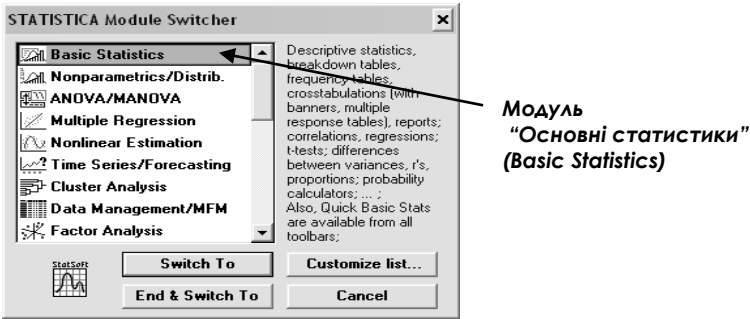 STATISTICA Module Switcher
Basic Statistics
Nonparametrics/Distrib.
ANOVA/MANOVA
Multiple Regression
Nonlinear Estimation
Time Series/Forecasting
Cluster Analysis
Data Management/MFM
Factor Analysis
Descriptive statistics,
breakdown tables,
frequency tables,
crosstabulations (with
banners, multiple
response tables), reports;
correlations, regressions;
t-tests; differences
between variances, r's,
proportions; probability
calculators; ... ;
Also, Quick Basic Stats
are available from all
toolbars;
StatSoft
Switch To
Customize list...
End & Switch To
Cancel
Модуль
“Основні статистики”
(Basic Statistics)